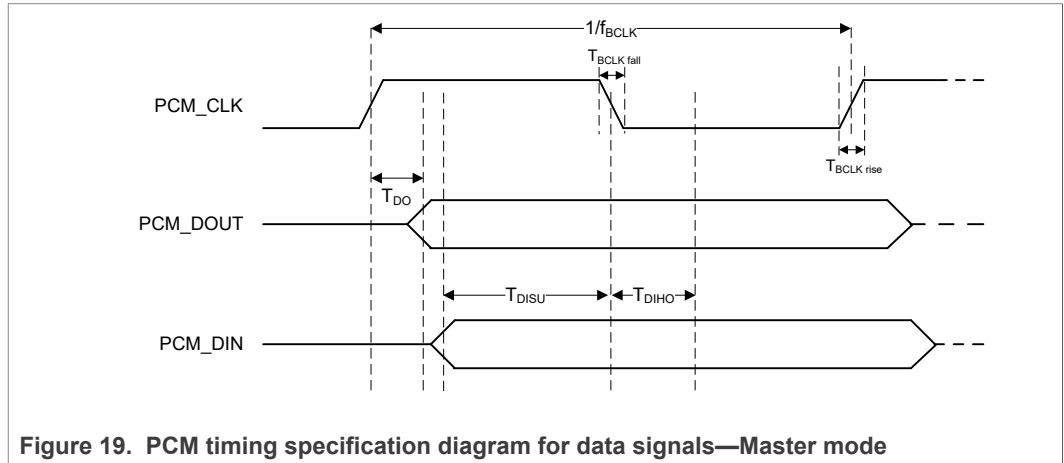 1/fBCLK
TBCLK fall
PCM_CLK
TBCLK rise
TDO
PCM_DOUT
TDISU
TDIHO
PCM_DIN
Figure 19. PCM timing specification diagram for data signals—Master mode